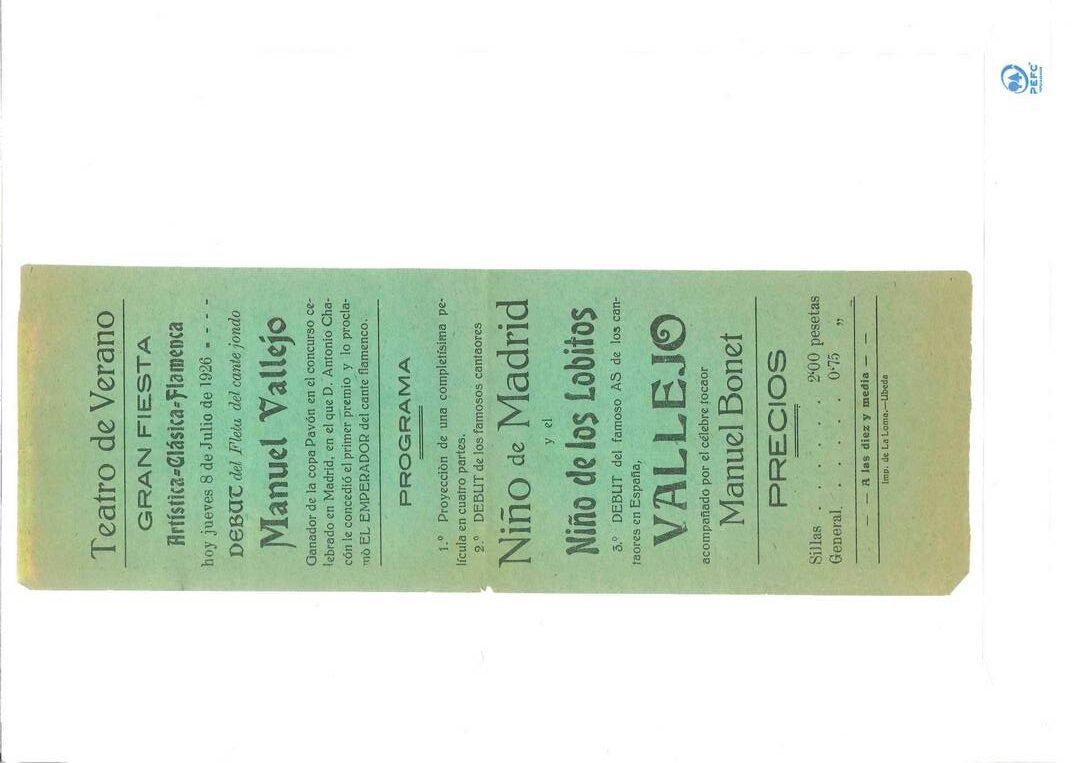 Teatro de Verano
GRAN FIESTA
Artística=Clásica=Flamenca
hoy jueves 8 de Julio de 1926 - - - -
DEBUT del Fleta del cante jondo
Manuel Vallejo
Ganador de la copa Pavón en el concurso ce-
lebrado en Madrid, en el que D. Antonio Cha-
cón le concedió el primer premio y lo procla-
mó EL EMPERADOR del cante flamenco.
PROGRAMA
1.º Proyección de una completísima pe-
lícula en cuatro partes.
2.º DEBUT de los famosos cantaores
Niño de Madrid
y el
Niño de los Lobitos
3.º DEBUT del famoso AS de los can-
taores en España,
VALLEJO
acompañado por el célebre tocaor
Manuel Bonet
PRECIOS
Sillas . . . . . . 2'00 pesetas
General. . . . . . 0'75 „
— — A las diez y media — —
Imp. de La Loma.—Ubeda
PEFC